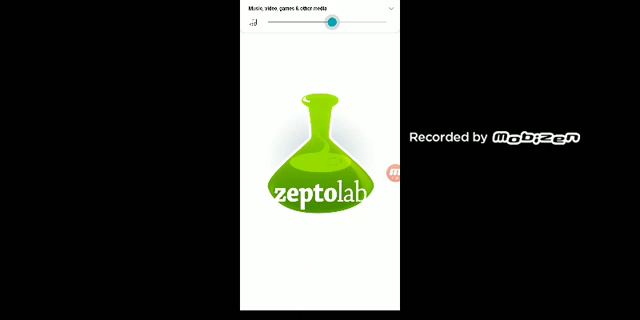 Music, video, games & other media
zeptolab
m
Recorded by mobizen